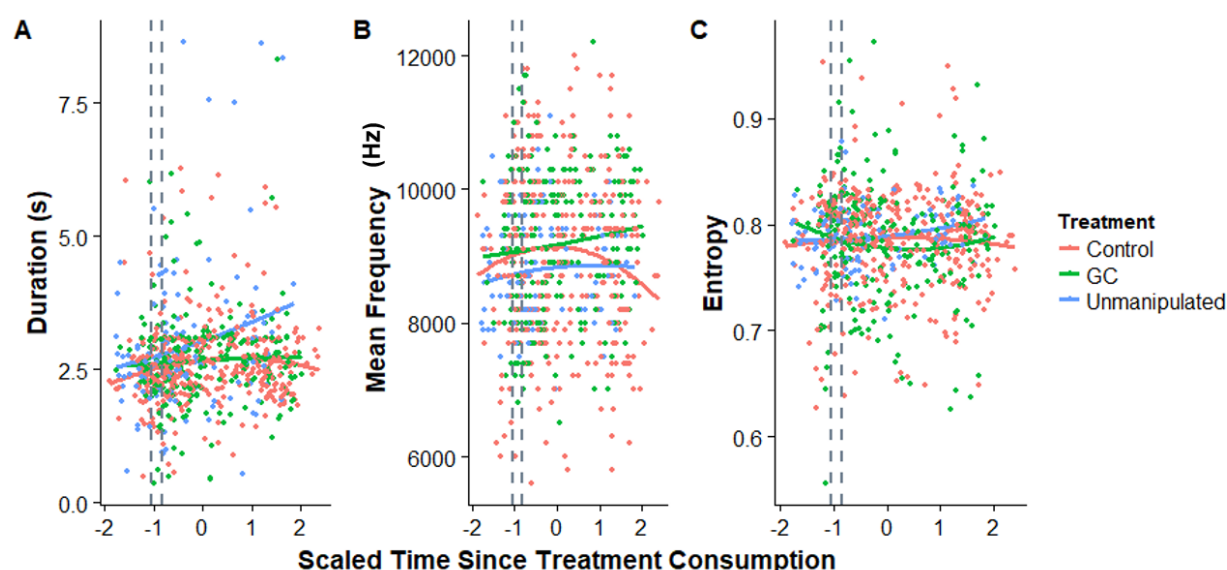 A
B
C
7.5
5.0
2.5
0.0
Duration (s)
12000
10000
8000
6000
Mean Frequency (Hz)
0.9
0.8
0.7
0.6
Entropy
-2 -1 0 1 2
-2 -1 0 1 2
-2 -1 0 1 2
Scaled Time Since Treatment Consumption
Treatment
Control
GC
Unmanipulated